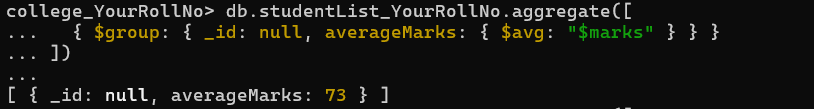 college_YourRollNo> db.studentList_YourRollNo.aggregate([
...   { $group: { _id: null, averageMarks: { $avg: "$marks" } } }
... ])
...
[ { _id: null, averageMarks: 73 } ]